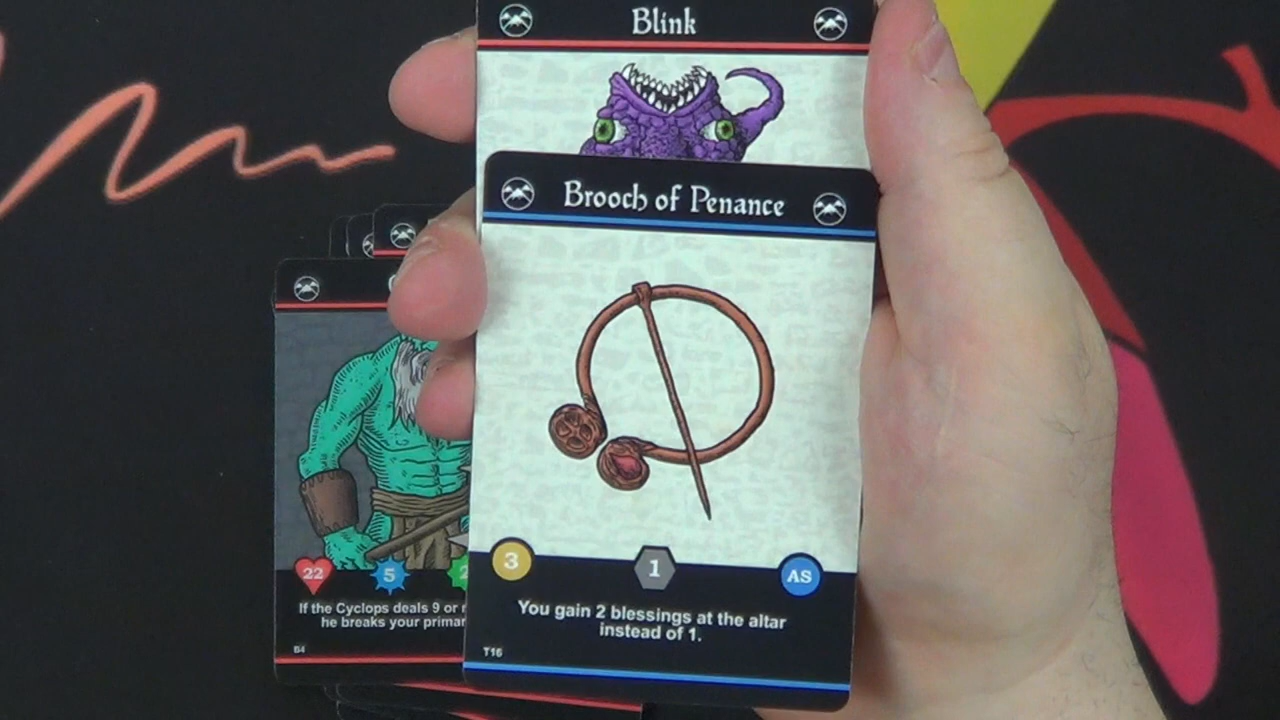 Blink
Brooch of Penance
3
1
AS
You gain 2 blessings at the altar
instead of 1.
T16
22
5
2
If the Cyclops deals 9 or
he breaks your primar
B4